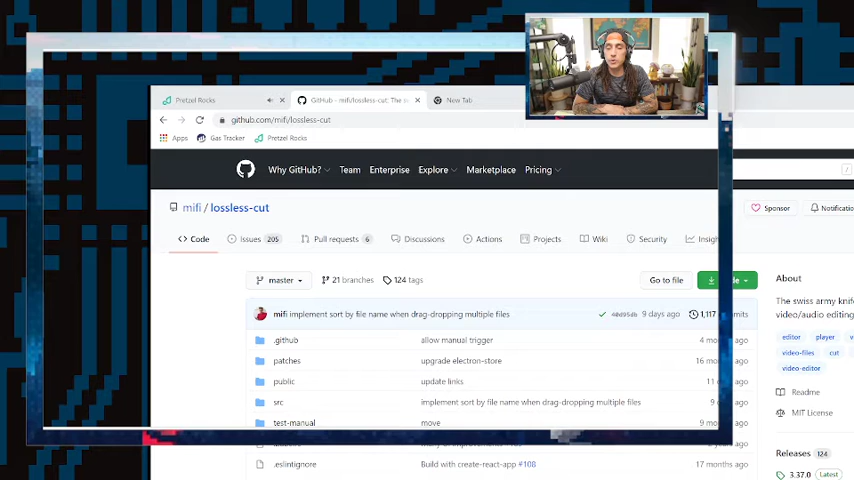 Pretzel Rocks
GitHub - mifi/lossless-cut: The s
New Tab
github.com/mifi/lossless-cut
Apps
Gas Tracker
Pretzel Rocks
Why GitHub?
Team
Enterprise
Explore
Marketplace
Pricing
/
mifi / lossless-cut
Sponsor
Notificatio
Code
Issues 205
Pull requests 6
Discussions
Actions
Projects
Wiki
Security
Insigh
master
21 branches
124 tags
Go to file
de
About
The swiss army knife
video/audio editing
mifi implement sort by file name when drag-dropping multiple files
9 days ago
1,117
mits
editor
player
v
video-files
cut
video-editor
.github
allow manual trigger
4 m
ago
patches
upgrade electron-store
16 mo
ago
public
update links
11
ago
src
implement sort by file name when drag-dropping multiple files
9
ago
test-manual
move
9 m
ago
Readme
MIT License
.eslintignore
Build with create-react-app #108
17 months ago
Releases 124
3.37.0 Latest